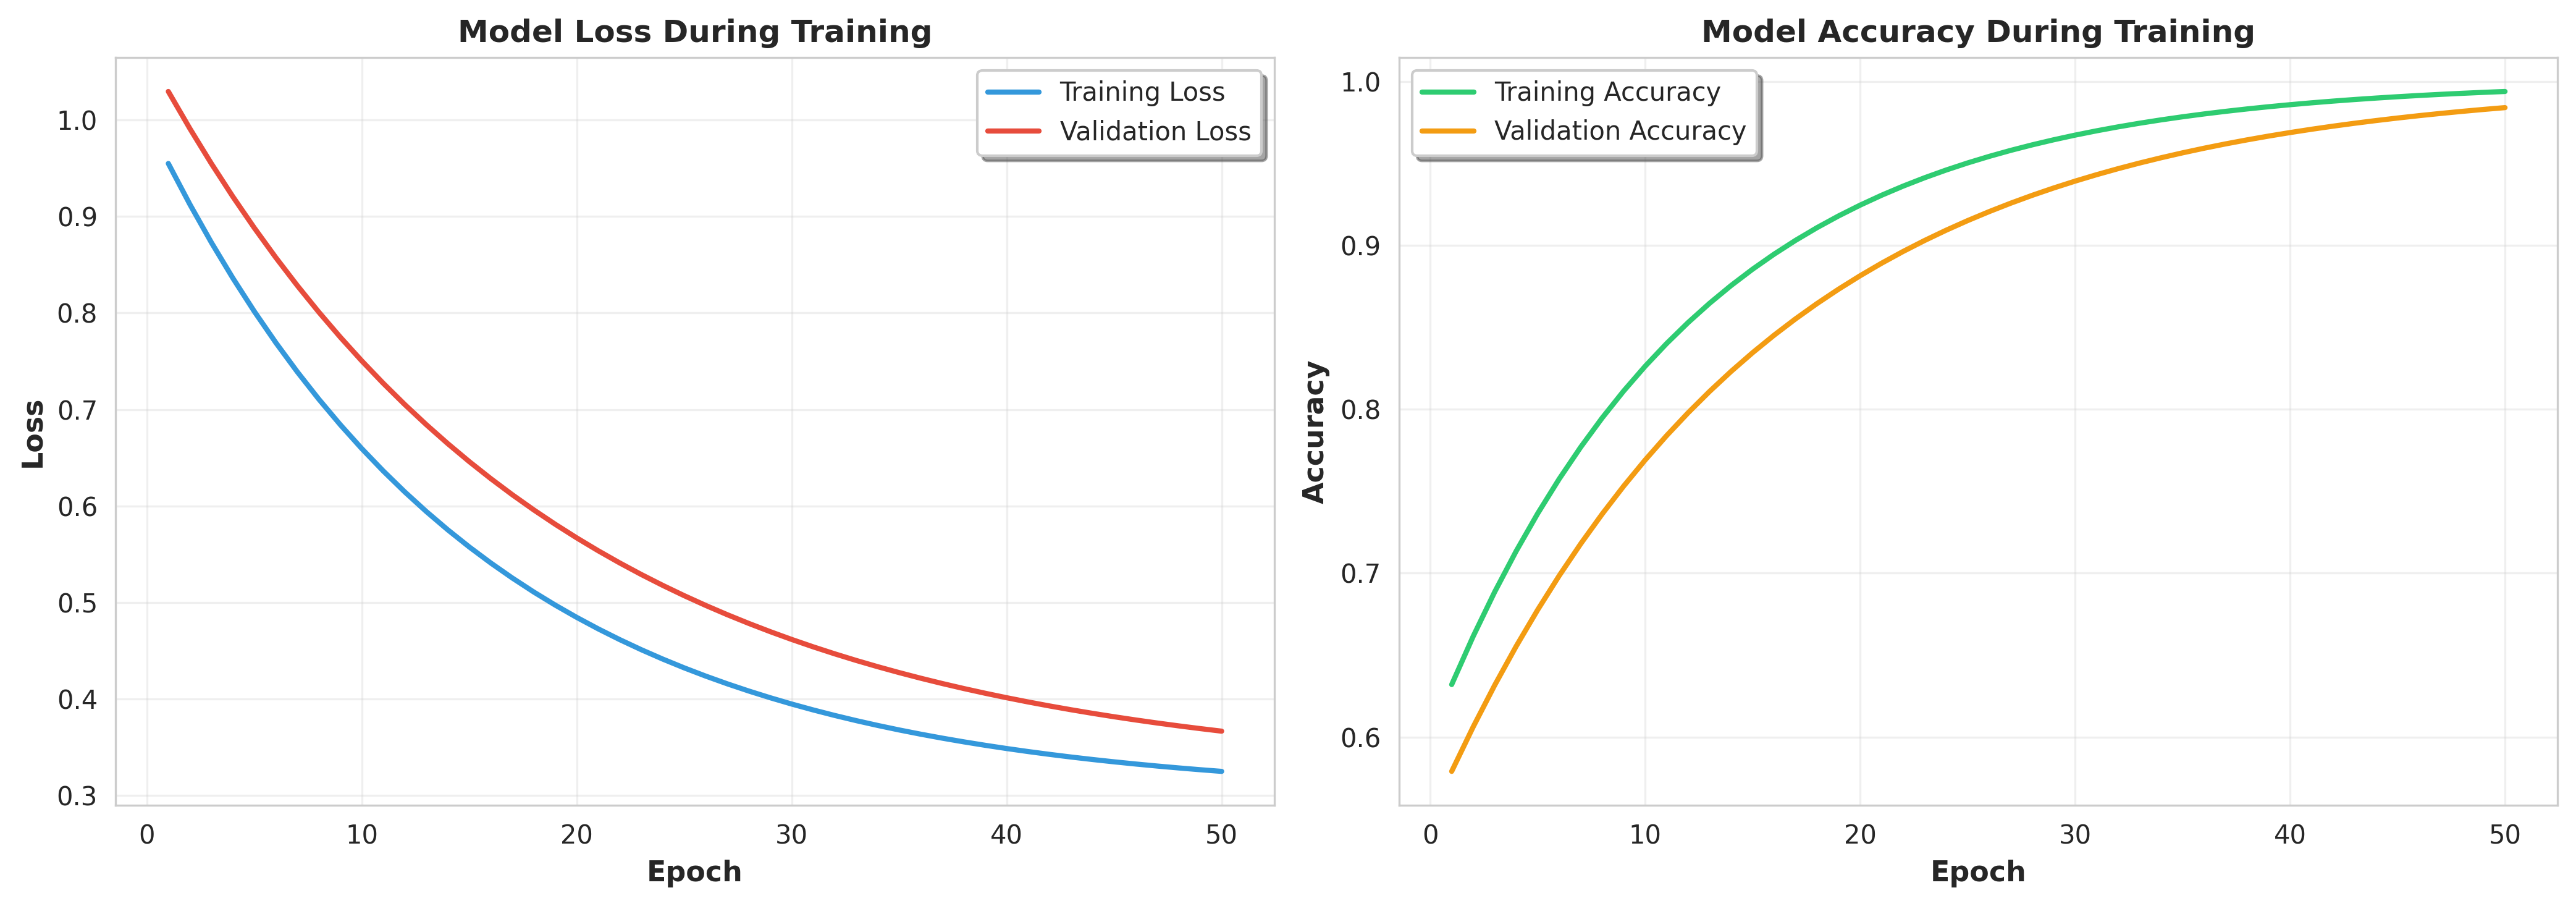 Model Loss During Training
Training Loss
Validation Loss
1.0
0.9
0.8
0.7
0.6
0.5
0.4
0.3
Loss
0 10 20 30 40 50
Epoch
Model Accuracy During Training
Training Accuracy
Validation Accuracy
1.0
0.9
0.8
0.7
0.6
Accuracy
0 10 20 30 40 50
Epoch